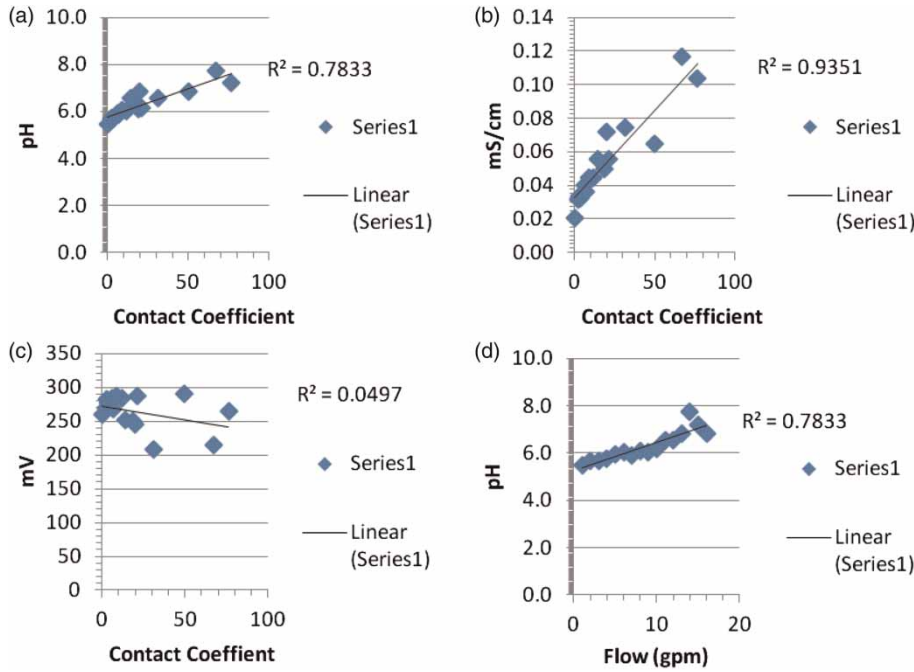 (a)
10.0
8.0
6.0
4.0
2.0
0.0
pH
0
50
100
Contact Coefficient
R² = 0.7833
Series1
Linear
(Series1)
(b)
0.14
0.12
0.10
0.08
0.06
0.04
0.02
0.00
mS/cm
0
50
100
Contact Coefficient
R² = 0.9351
Series1
Linear
(Series1)
(c)
350
300
250
200
150
100
50
0
mV
0
50
100
Contact Coeffient
R² = 0.0497
Series1
Linear
(Series1)
(d)
10.0
8.0
6.0
4.0
2.0
0.0
pH
0
10
20
Flow (gpm)
R² = 0.7833
Series1
Linear
(Series1)